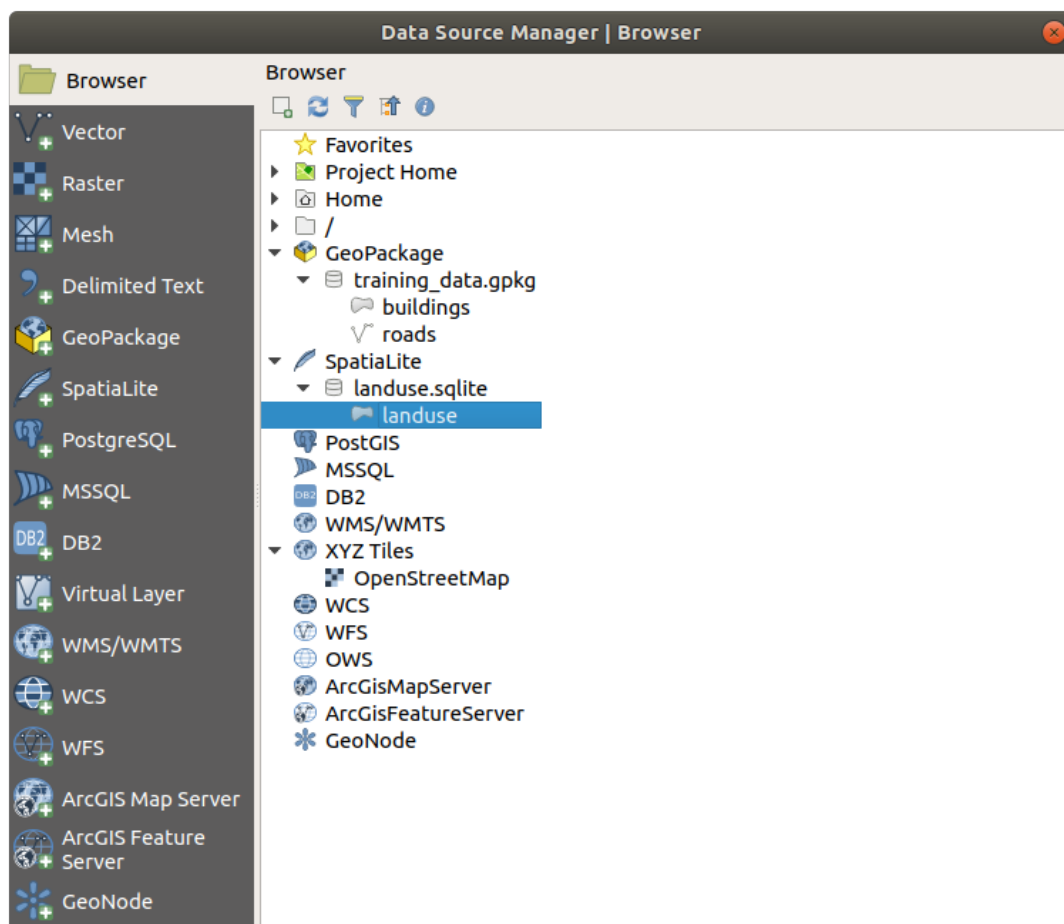 Data Source Manager | Browser
Browser
Vector
Raster
Mesh
Delimited Text
GeoPackage
SpatiaLite
PostgreSQL
MSSQL
DB2
DB2
Virtual Layer
WMS/WMTS
WCS
WFS
ArcGIS Map Server
ArcGIS Feature
Server
GeoNode
Browser
Favorites
Project Home
Home
/
GeoPackage
training_data.gpkg
buildings
roads
SpatiaLite
landuse.sqlite
landuse
PostGIS
MSSQL
DB2 DB2
WMS/WMTS
XYZ Tiles
OpenStreetMap
WCS
WFS
OWS
ArcGisMapServer
ArcGisFeatureServer
GeoNode